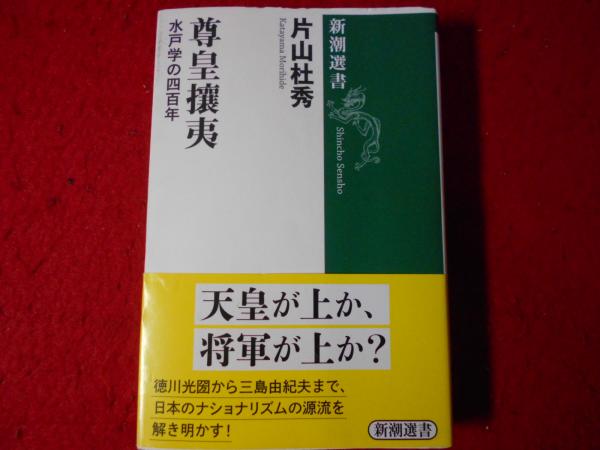 新潮選書
Shincho Sensho
片山杜秀
Katayama Morihide
尊皇攘夷
水戸学の四百年
天皇が上か、
将軍が上か？
徳川光圀から三島由紀夫まで、
日本のナショナリズムの源流を
解き明かす！
新潮選書